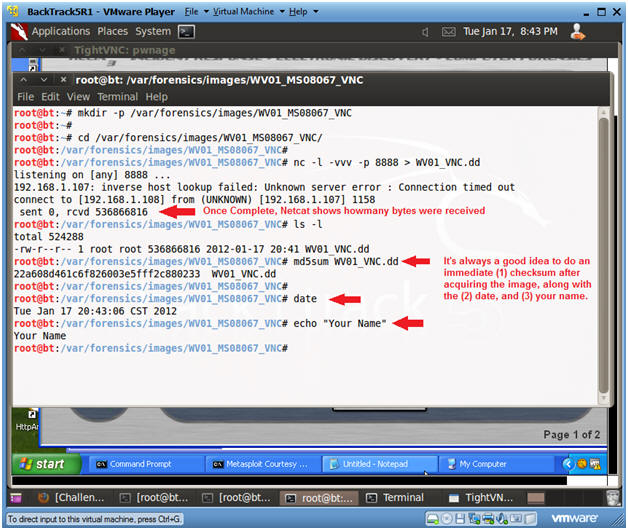 BackTrack5R1 - VMware Player File Virtual Machine Help
Applications Places System Tue Jan 17, 8:43 PM
TightVNC: pwnage
root@bt: /var/forensics/images/WV01_MS08067_VNC
File Edit View Terminal Help
root@bt:~# mkdir -p /var/forensics/images/WV01_MS08067_VNC
root@bt:~#
root@bt:~# cd /var/forensics/images/WV01_MS08067_VNC/
root@bt:/var/forensics/images/WV01_MS08067_VNC# nc -l -vvv -p 8888 > WV01_VNC.dd
listening on [any] 8888 ...
192.168.1.107: inverse host lookup failed: Unknown server error : Connection timed out
connect to [192.168.1.108] from (UNKNOWN) [192.168.1.107] 1158
sent 0, rcvd 536866816
Once Complete, Netcat shows howmany bytes were received
root@bt:/var/forensics/images/WV01_MS08067_VNC# ls -l
total 524288
-rw-r--r-- 1 root root 536866816 2012-01-17 20:41 WV01_VNC.dd
root@bt:/var/forensics/images/WV01_MS08067_VNC# md5sum WV01_VNC.dd
22a608d461c6f826003e5fff2c880233 WV01_VNC.dd
It's always a good idea to do an
immediate (1) checksum after
acquiring the image, along with
the (2) date, and (3) your name.
root@bt:/var/forensics/images/WV01_MS08067_VNC#
root@bt:/var/forensics/images/WV01_MS08067_VNC# date
Tue Jan 17 20:43:06 CST 2012
root@bt:/var/forensics/images/WV01_MS08067_VNC# echo "Your Name"
Your Name
root@bt:/var/forensics/images/WV01_MS08067_VNC#
HttpAn
Page 1 of 2
start Command Prompt Metasploit Courtesy ... Untitled - Notepad My Computer
[Challen... [root@bt... [root@bt... root@bt:... Terminal TightVN...
To direct input to this virtual machine, press Ctrl+G.
vmware